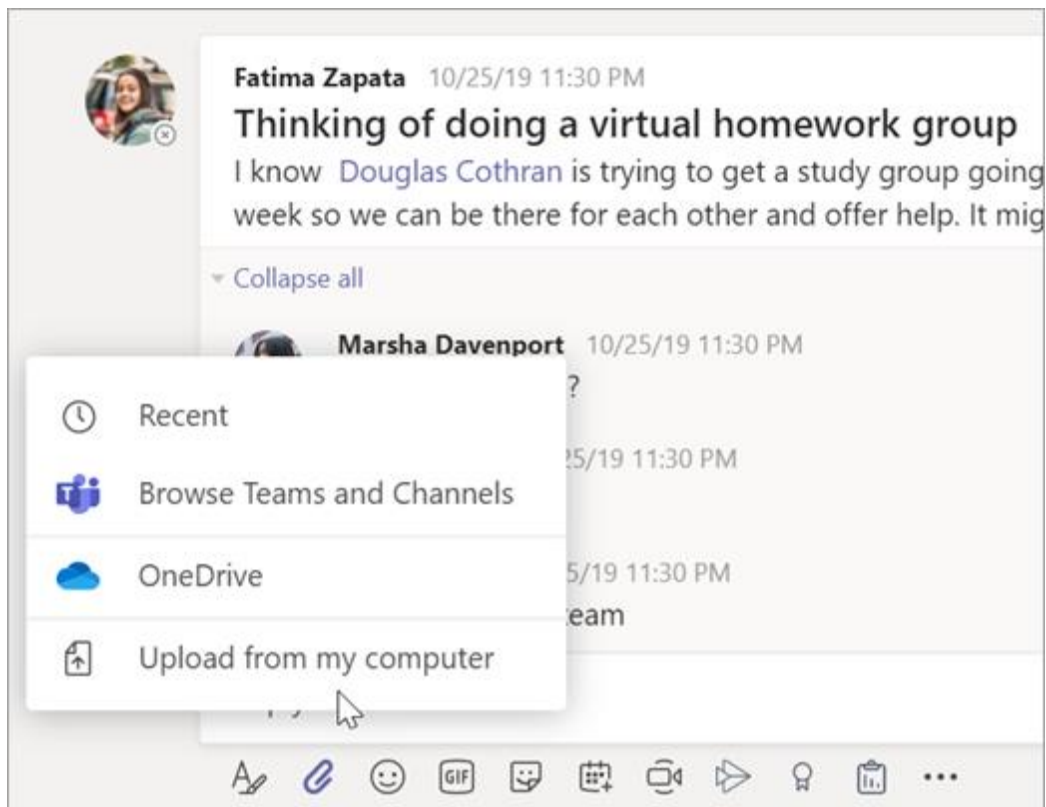 Fatima Zapata 10/25/19 11:30 PM
Thinking of doing a virtual homework group
I know Douglas Cothran is trying to get a study group going
week so we can be there for each other and offer help. It mig
Collapse all
Marsha Davenport 10/25/19 11:30 PM
?
25/19 11:30 PM
5/19 11:30 PM
team
Recent
Browse Teams and Channels
OneDrive
Upload from my computer
GIF